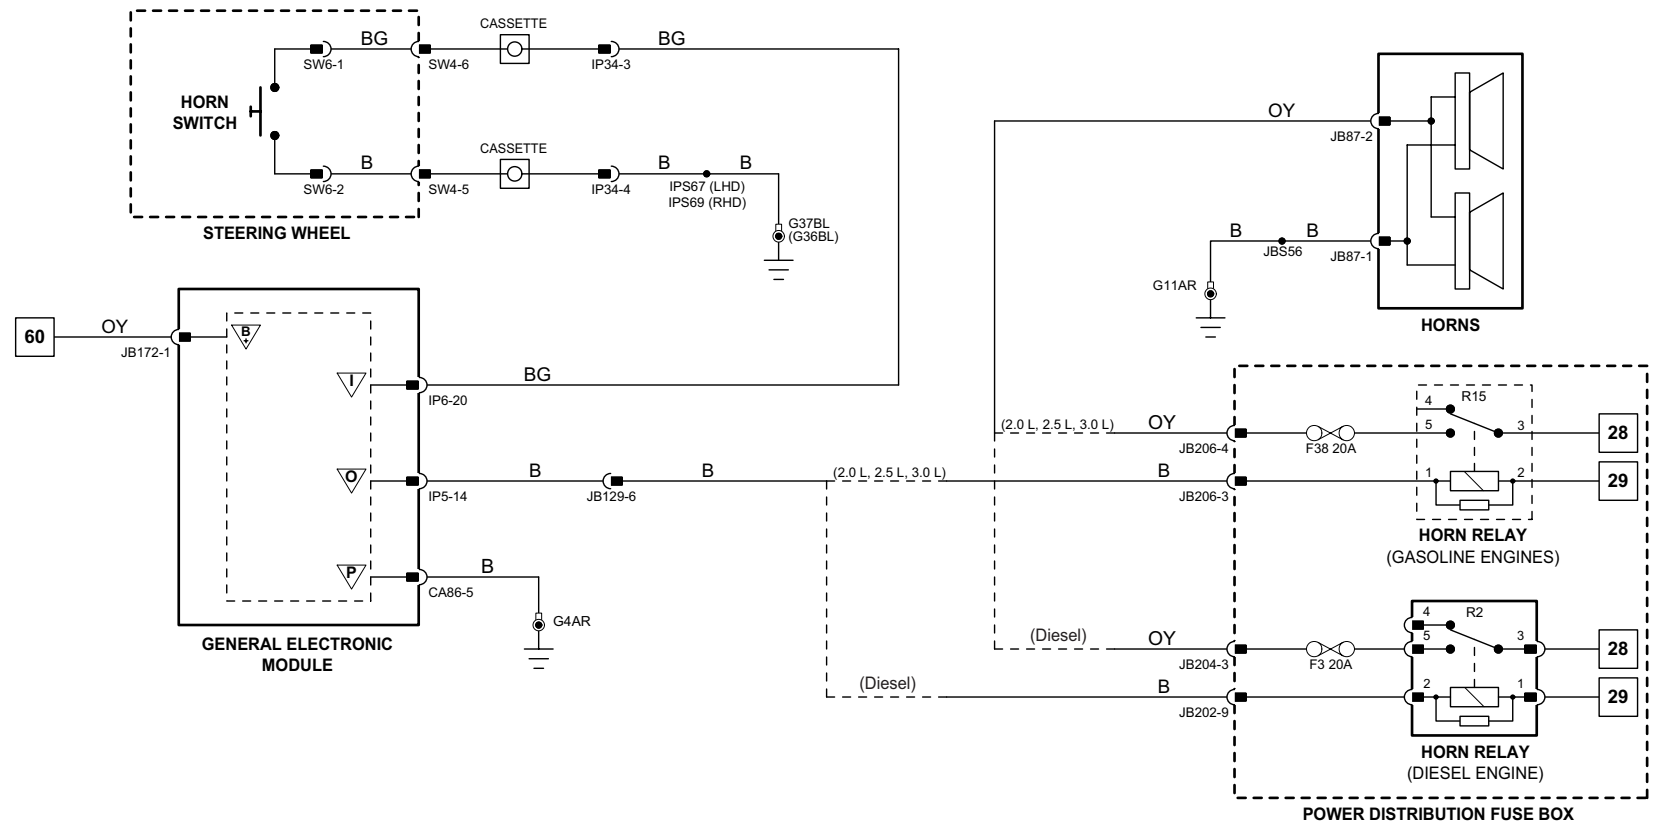 CASSETTE
BG
BG
SW6-1
SW4-6
IP34-3
HORN
SWITCH
CASSETTE
B
B
B
SW6-2
SW4-5
IP34-4
IPS67 (LHD)
IPS69 (RHD)
G37BL
(G36BL)
STEERING WHEEL
OY
JB87-2
B
B
JBS56
JB87-1
G11AR
HORNS
60
OY
JB172-1
B
+
I
BG
IP6-20
O
B
B
IP5-14
JB129-6
P
B
CA86-5
G4AR
GENERAL ELECTRONIC
MODULE
(2.0 L, 2.5 L, 3.0 L)
OY
JB206-4
F38 20A
4
R15
5
3
28
(2.0 L, 2.5 L, 3.0 L)
B
JB206-3
1
2
29
HORN RELAY
(GASOLINE ENGINES)
(Diesel)
OY
JB204-3
F3 20A
4
R2
5
3
28
(Diesel)
B
JB202-9
2
1
29
HORN RELAY
(DIESEL ENGINE)
POWER DISTRIBUTION FUSE BOX